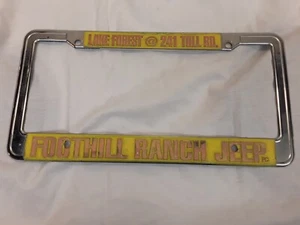 LAKE FOREST @ 241 TOLL RD.
FOOTHILL RANCH JEEP